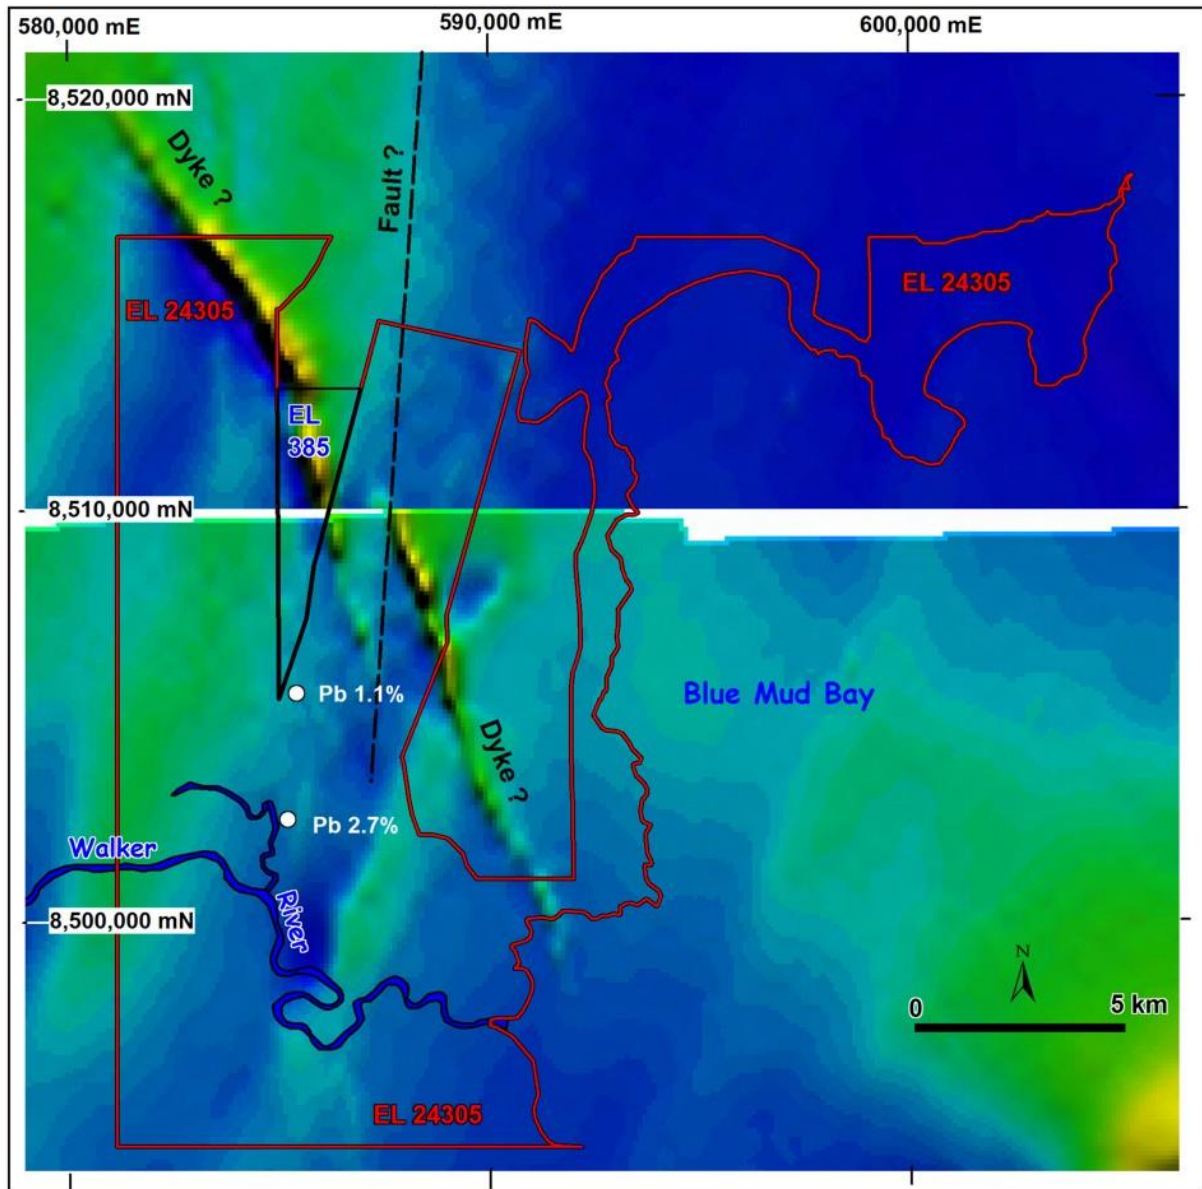 580,000 mE
590,000 mE
600,000 mE
8,520,000 mN
Dyke ?
Fault ?
EL 24305
EL 24305
EL
385
8,510,000 mN
Pb 1.1%
Blue Mud Bay
Dyke ?
Pb 2.7%
Walker
River
8,500,000 mN
N
0
5 km
EL 24305